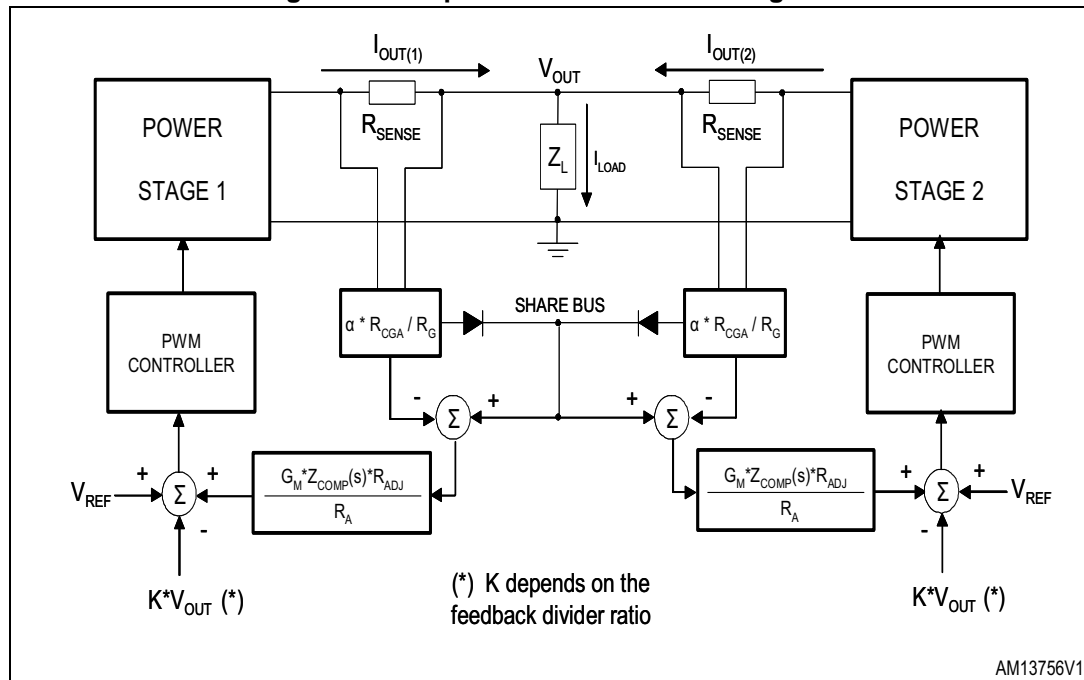 I_OUT(1)
I_OUT(2)
V_OUT
POWER
STAGE 1
R_SENSE
Z_L
I_LOAD
R_SENSE
POWER
STAGE 2
α * R_CGA / R_G
SHARE BUS
α * R_CGA / R_G
PWM
CONTROLLER
PWM
CONTROLLER
- Σ +
+ Σ -
G_M*Z_COMP(s)*R_ADJ
R_A
G_M*Z_COMP(s)*R_ADJ
R_A
V_REF + Σ +
-
+ Σ + V_REF
-
K*V_OUT (*)
(*) K depends on the
feedback divider ratio
K*V_OUT (*)
AM13756V1